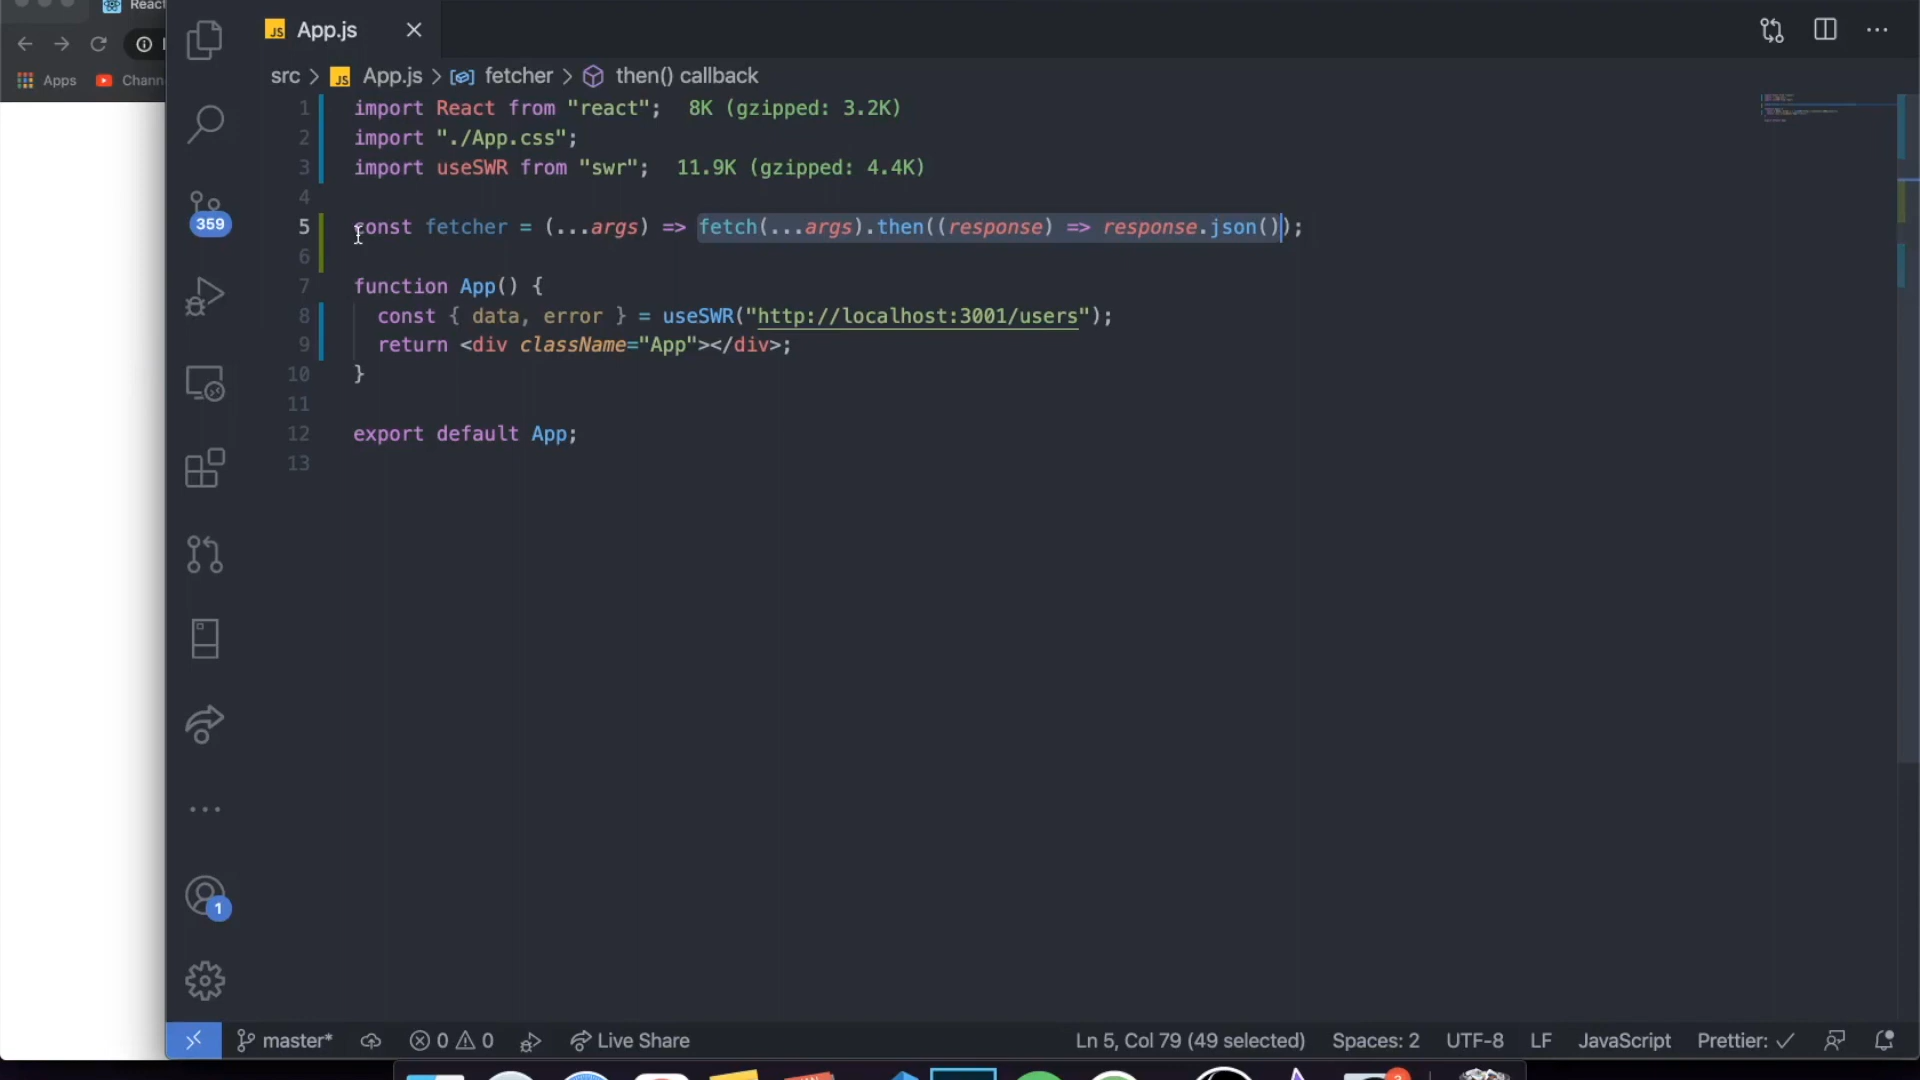 React
Apps
Chann
JS App.js
src > JS App.js > fetcher > then() callback
1 import React from "react"; 8K (gzipped: 3.2K)
2 import "./App.css";
3 import useSWR from "swr"; 11.9K (gzipped: 4.4K)
4
5 const fetcher = (...args) => fetch(...args).then((response) => response.json());
6
7 function App() {
8 const { data, error } = useSWR("http://localhost:3001/users");
9 return <div className="App"></div>;
10 }
11
12 export default App;
13
359
1
master* 0 0 Live Share Ln 5, Col 79 (49 selected) Spaces: 2 UTF-8 LF JavaScript Prettier: ✓